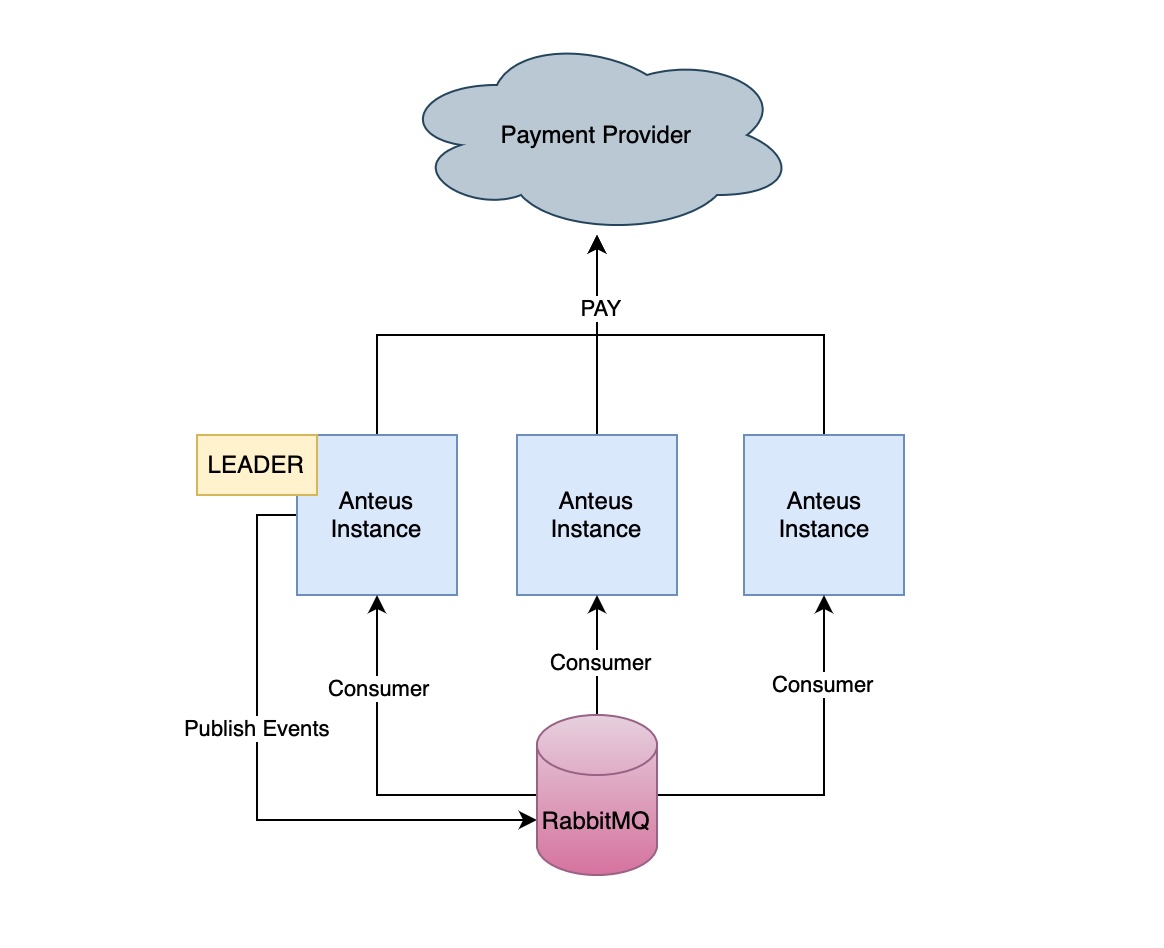 Payment Provider
PAY
LEADER
Anteus
Instance
Anteus
Instance
Anteus
Instance
Consumer
Consumer
Consumer
Publish Events
RabbitMQ